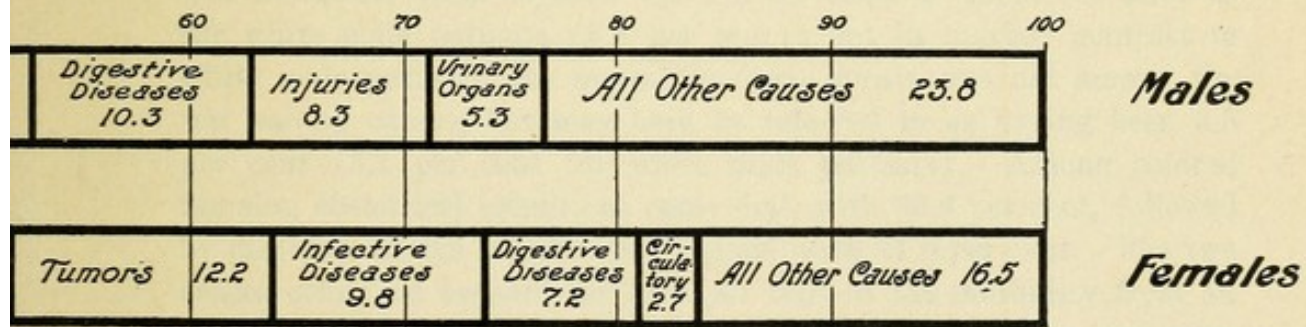 60 70 80 90 100
Digestive
Diseases
10.3
Injuries
8.3
Urinary
Organs
5.3
All Other Causes 23.8
Males
Tumors 12.2
Infective
Diseases
9.8
Digestive
Diseases
7.2
Cir-
cula-
tory
2.7
All Other Causes 16.5
Females